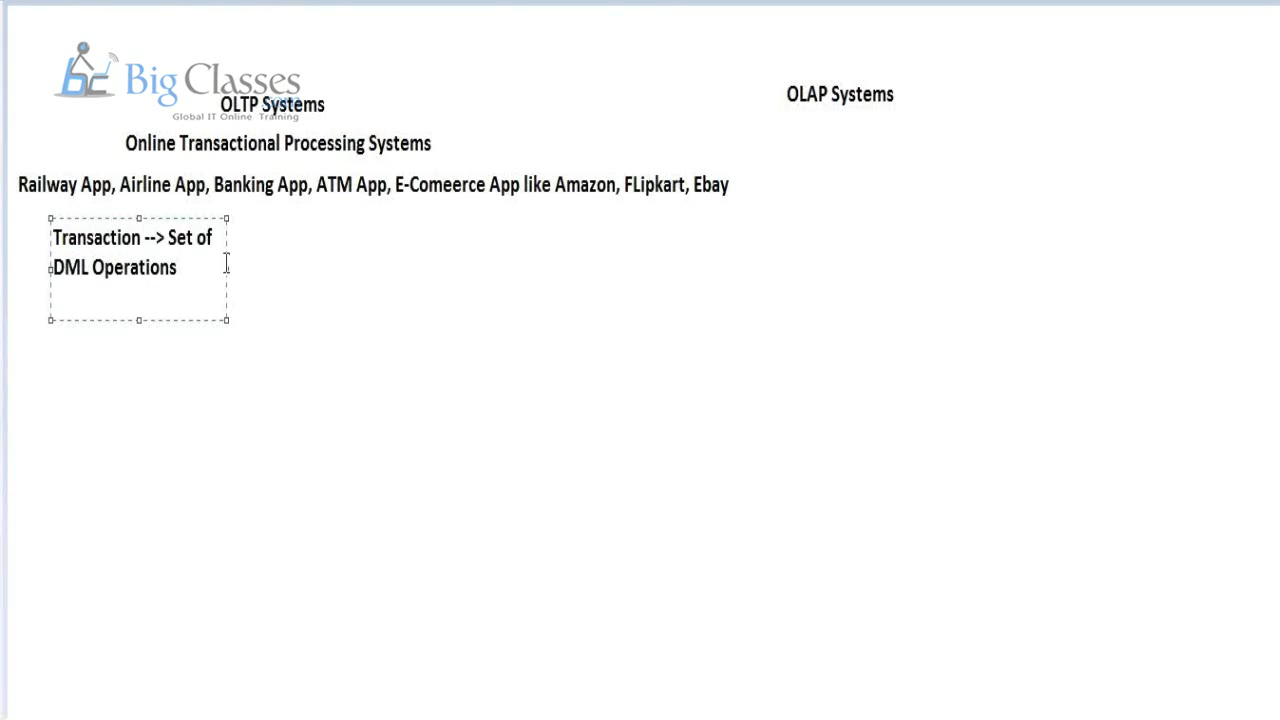 Big Classes
OLTP Systems
OLAP Systems
Global IT Online Training
Online Transactional Processing Systems
Railway App, Airline App, Banking App, ATM App, E-Comeerce App like Amazon, FLipkart, Ebay
Transaction --> Set of
DML Operations